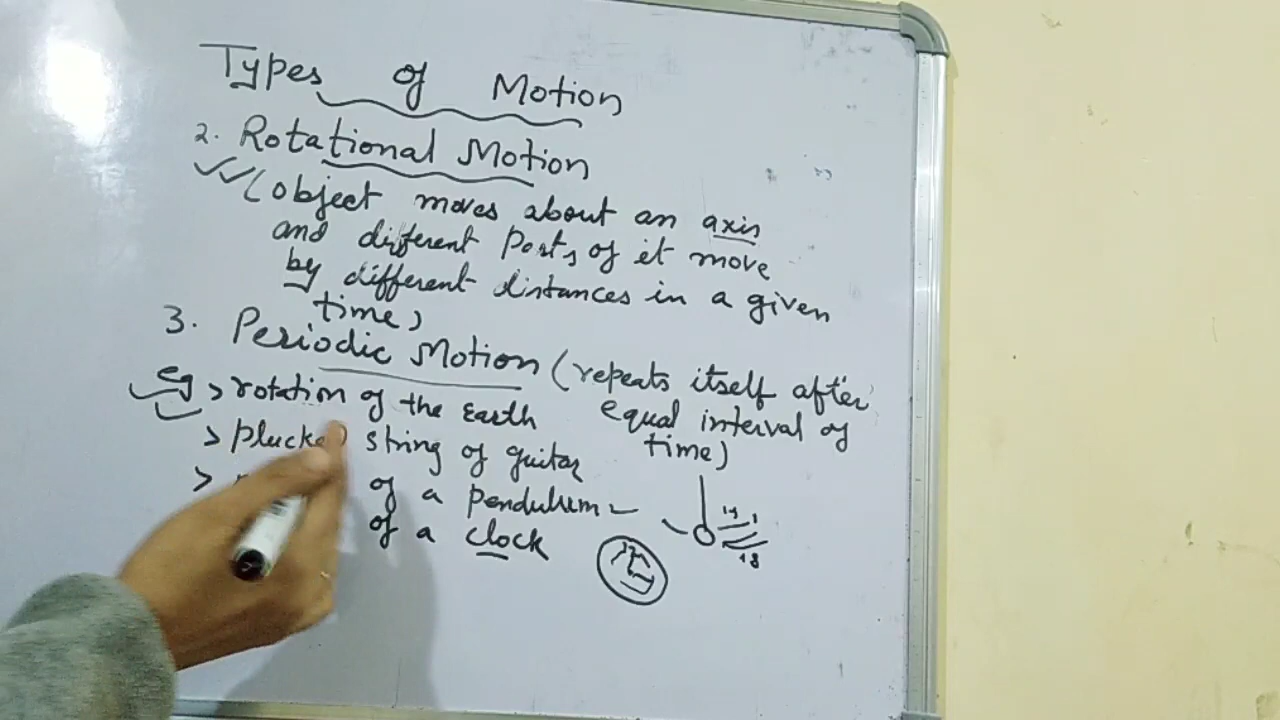 Types of Motion
2. Rotational Motion
(object moves about an axis
and different Parts of it move
by different distances in a given
time)
3. Periodic Motion (repeats itself after
equal interval of
time)
eg > rotation of the Earth
> plucked string of guitar
> of a pendulum
of a clock